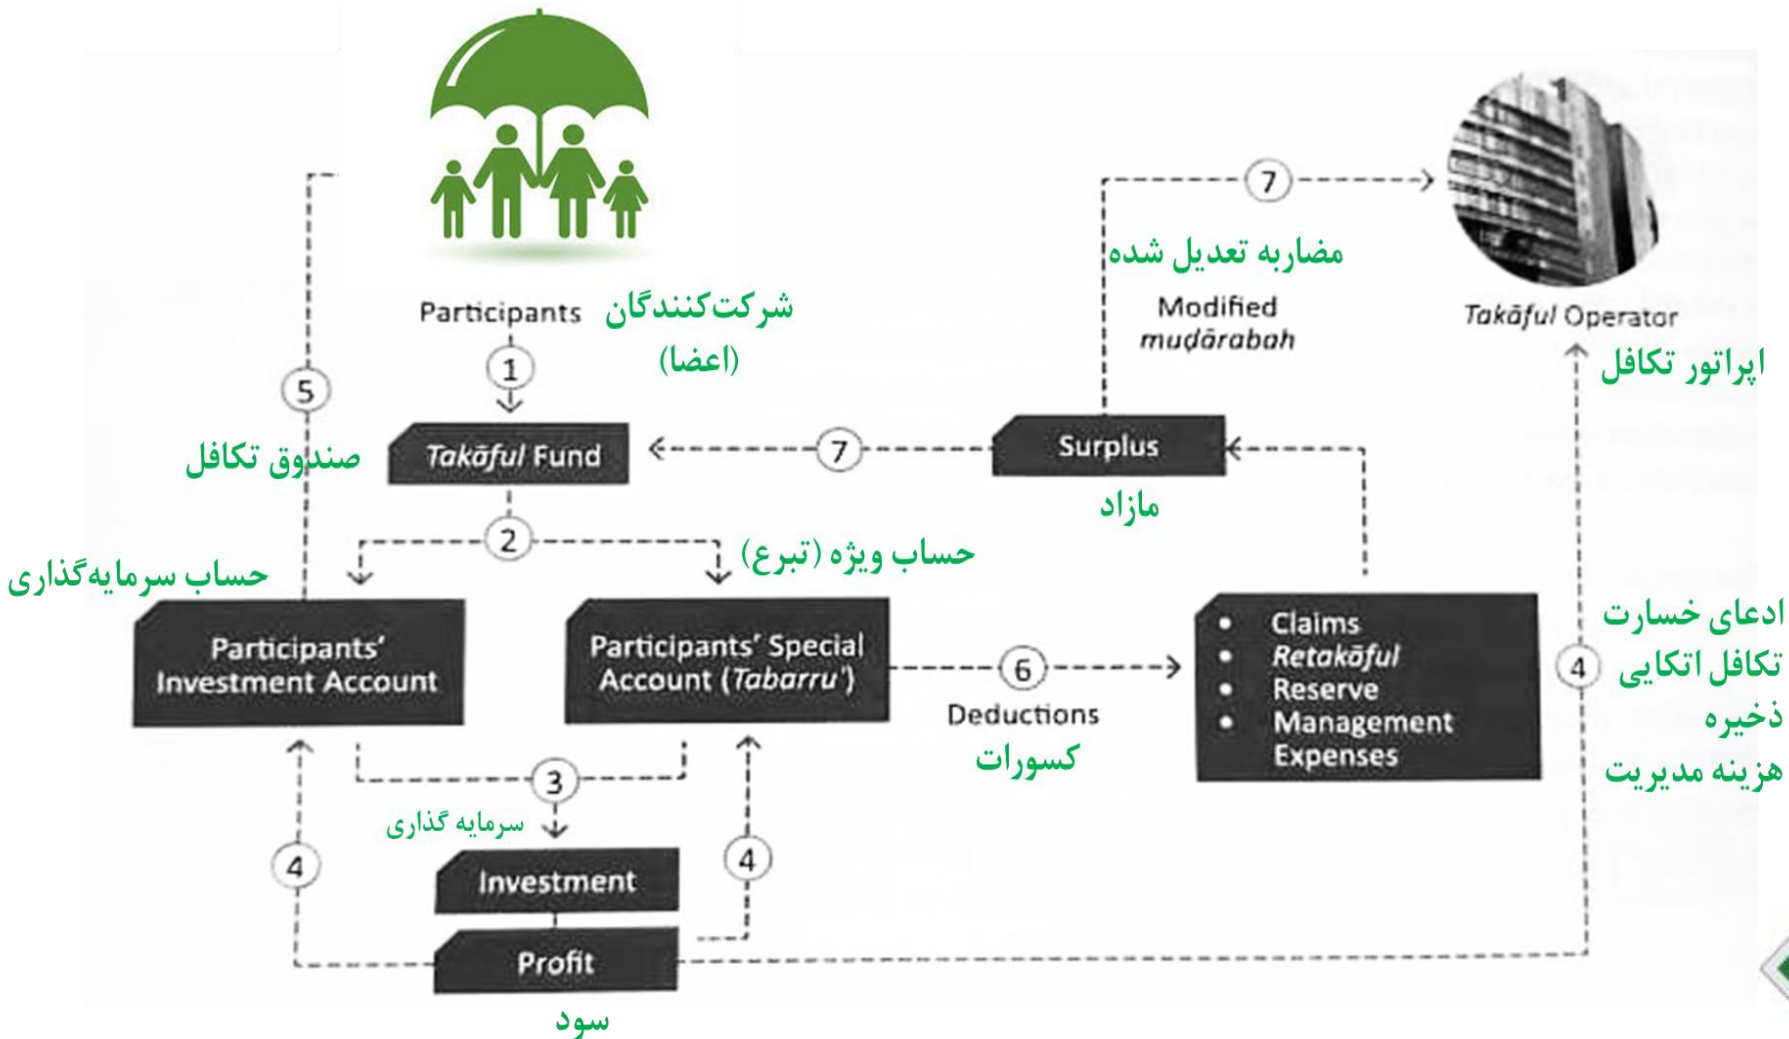 Participants
شرکت‌کنندگان
(اعضا)
1
Takāful Fund
صندوق تکافل
2
5
حساب سرمایه‌گذاری
حساب ویژه (تبرع)
Participants'
Investment Account
Participants' Special
Account (Tabarru')
3
سرمایه گذاری
Investment
4
4
Profit
سود
6
Deductions
کسورات
• Claims
• Retakāful
• Reserve
• Management
Expenses
ادعای خسارت
تکافل اتکایی
ذخیره
هزینه مدیریت
4
Surplus
مازاد
7
7
مضاربه تعدیل شده
Modified
muḍārabah
Takāful Operator
اپراتور تکافل